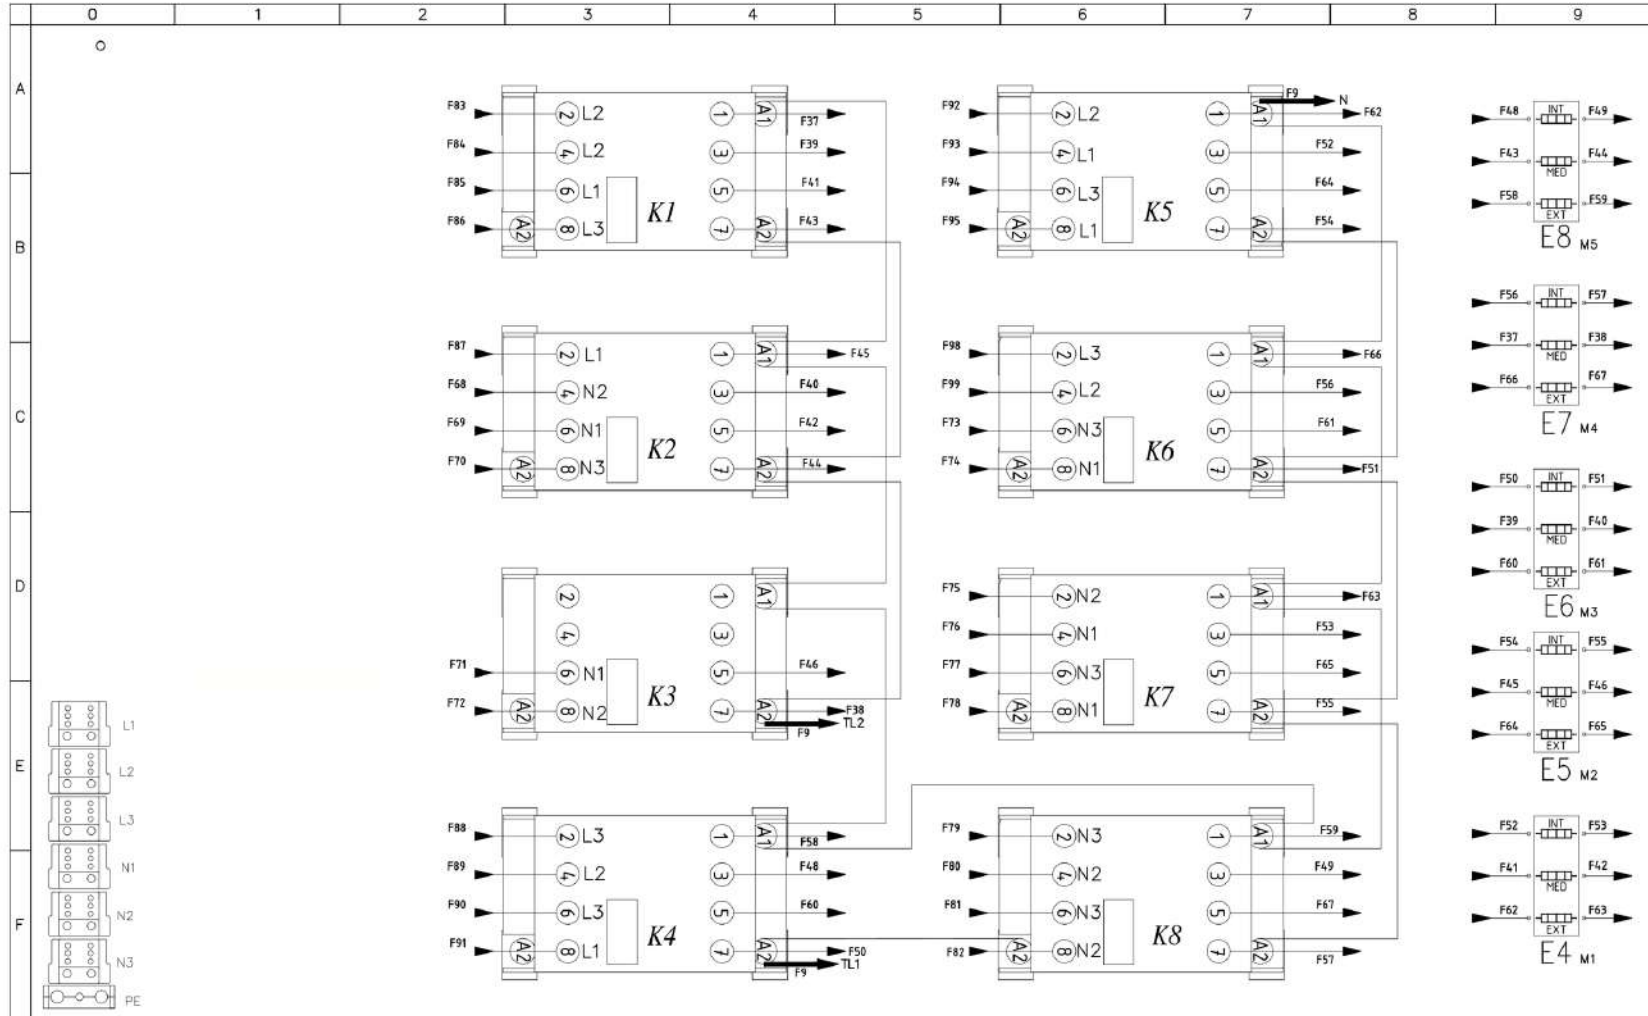 0 1 2 3 4 5 6 7 8 9
A
B
C
D
E
F
F83 2 L2 1 A1 F37
F84 4 L2 3 F39
F85 6 L1 5 F41
F86 A2 8 L3 7 A2 F43
K1
F87 2 L1 1 A1 F45
F68 4 N2 3 F40
F69 6 N1 5 F42
F70 A2 8 N3 7 A2 F44
K2
2 1 A1
4 3
F71 6 N1 5 F46
F72 A2 8 N2 7 A2 F38
F9 TL2
K3
F88 2 L3 1 A1 F58
F89 4 L2 3 F48
F90 6 L3 5 F60
F91 A2 8 L1 7 A2 F50
F9 TL1
K4
F9 N
F92 2 L2 1 A1 F62
F93 4 L1 3 F52
F94 6 L3 5 F64
F95 A2 8 L1 7 A2 F54
K5
F98 2 L3 1 A1 F66
F99 4 L2 3 F56
F73 6 N3 5 F61
F74 A2 8 N1 7 A2 F51
K6
F75 2 N2 1 A1 F63
F76 4 N1 3 F53
F77 6 N3 5 F65
F78 A2 8 N1 7 A2 F55
K7
F79 2 N3 1 A1 F59
F80 4 N2 3 F49
F81 6 N3 5 F67
F82 A2 8 N2 7 A2 F57
K8
F48 INT F49
F43 MED F44
F58 EXT F59
E8 M5
F56 INT F57
F37 MED F38
F66 EXT F67
E7 M4
F50 INT F51
F39 MED F40
F60 EXT F61
E6 M3
F54 INT F55
F45 MED F46
F64 EXT F65
E5 M2
F52 INT F53
F41 MED F42
F62 EXT F63
E4 M1
L1
L2
L3
N1
N2
N3
PE